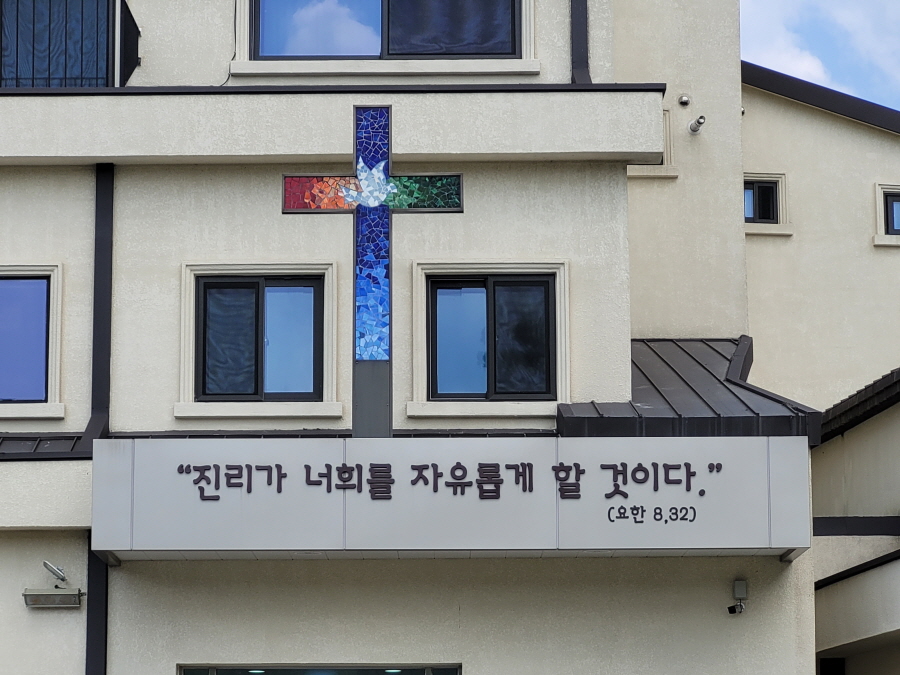 “진리가 너희를 자유롭게 할 것이다.”
(요한 8,32)